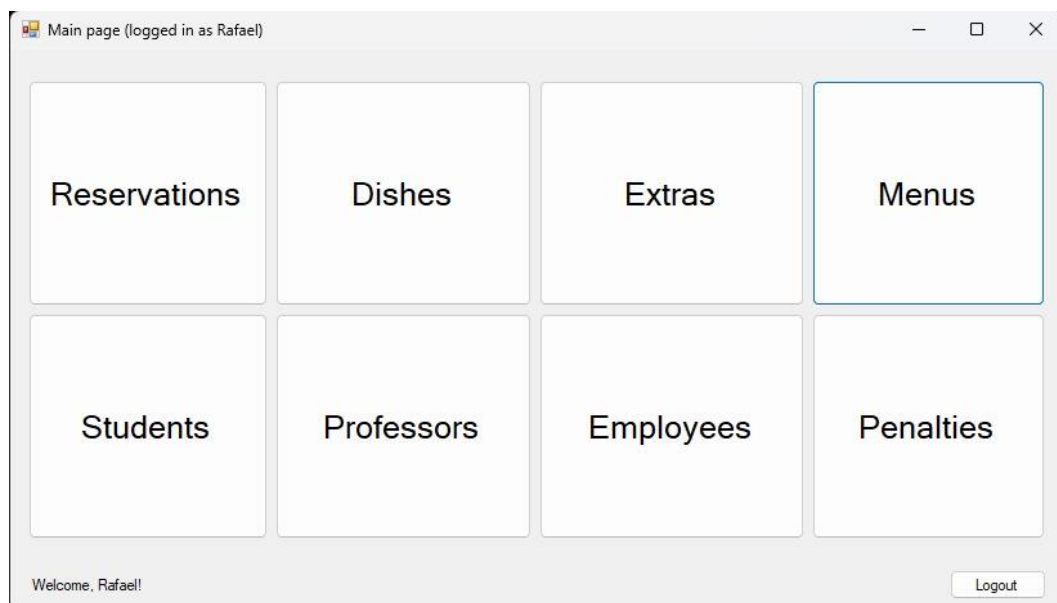 Main page (logged in as Rafael)
Reservations Dishes Extras Menus
Students Professors Employees Penalties
Welcome, Rafael! Logout